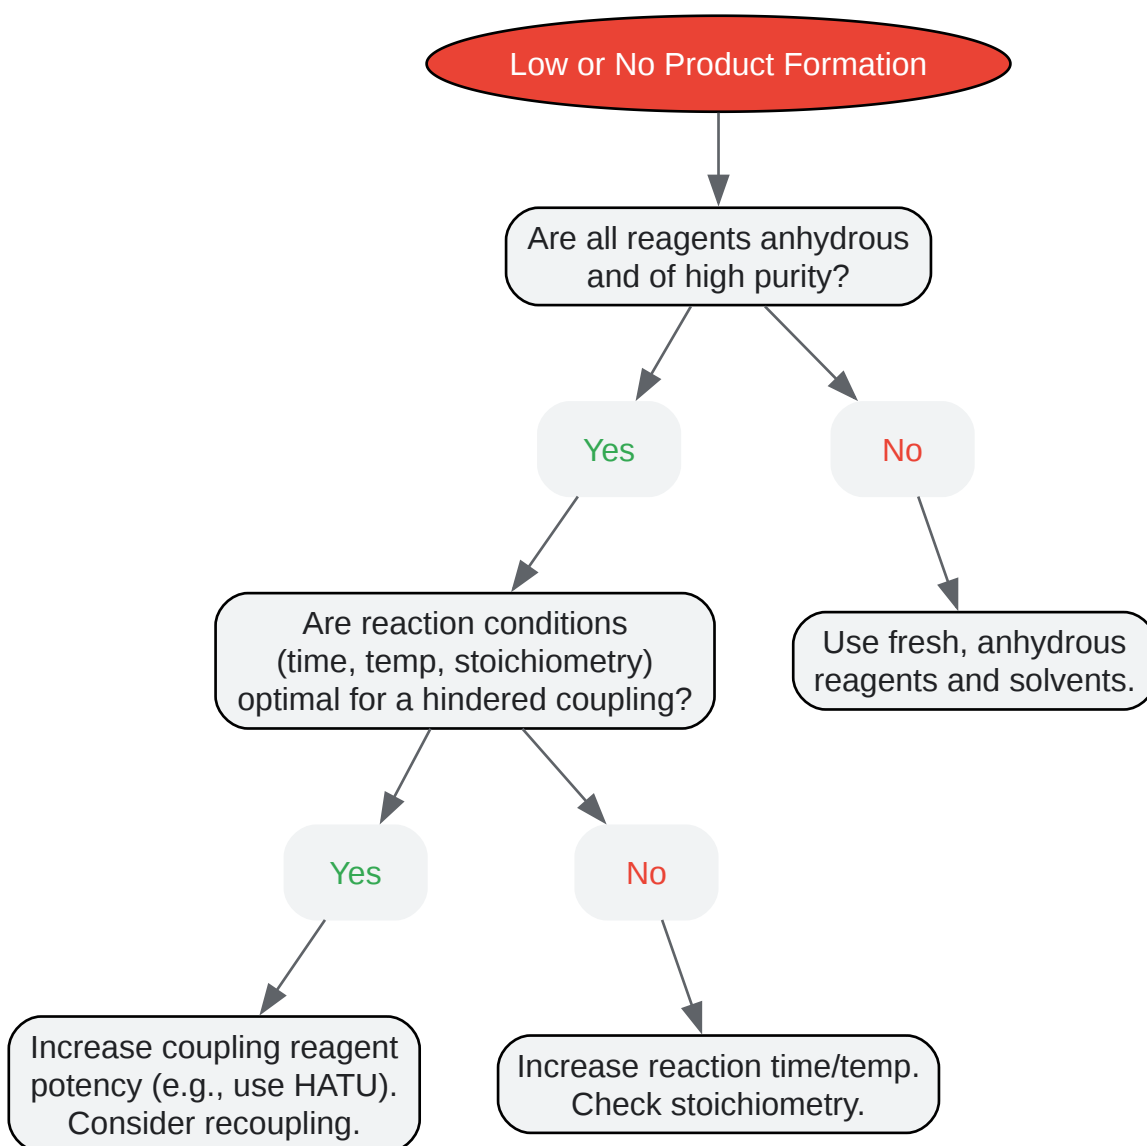 Low or No Product Formation
Are all reagents anhydrous
and of high purity?
Yes
No
Are reaction conditions
(time, temp, stoichiometry)
optimal for a hindered coupling?
Use fresh, anhydrous
reagents and solvents.
Yes
No
Increase coupling reagent
potency (e.g., use HATU).
Consider recoupling.
Increase reaction time/temp.
Check stoichiometry.